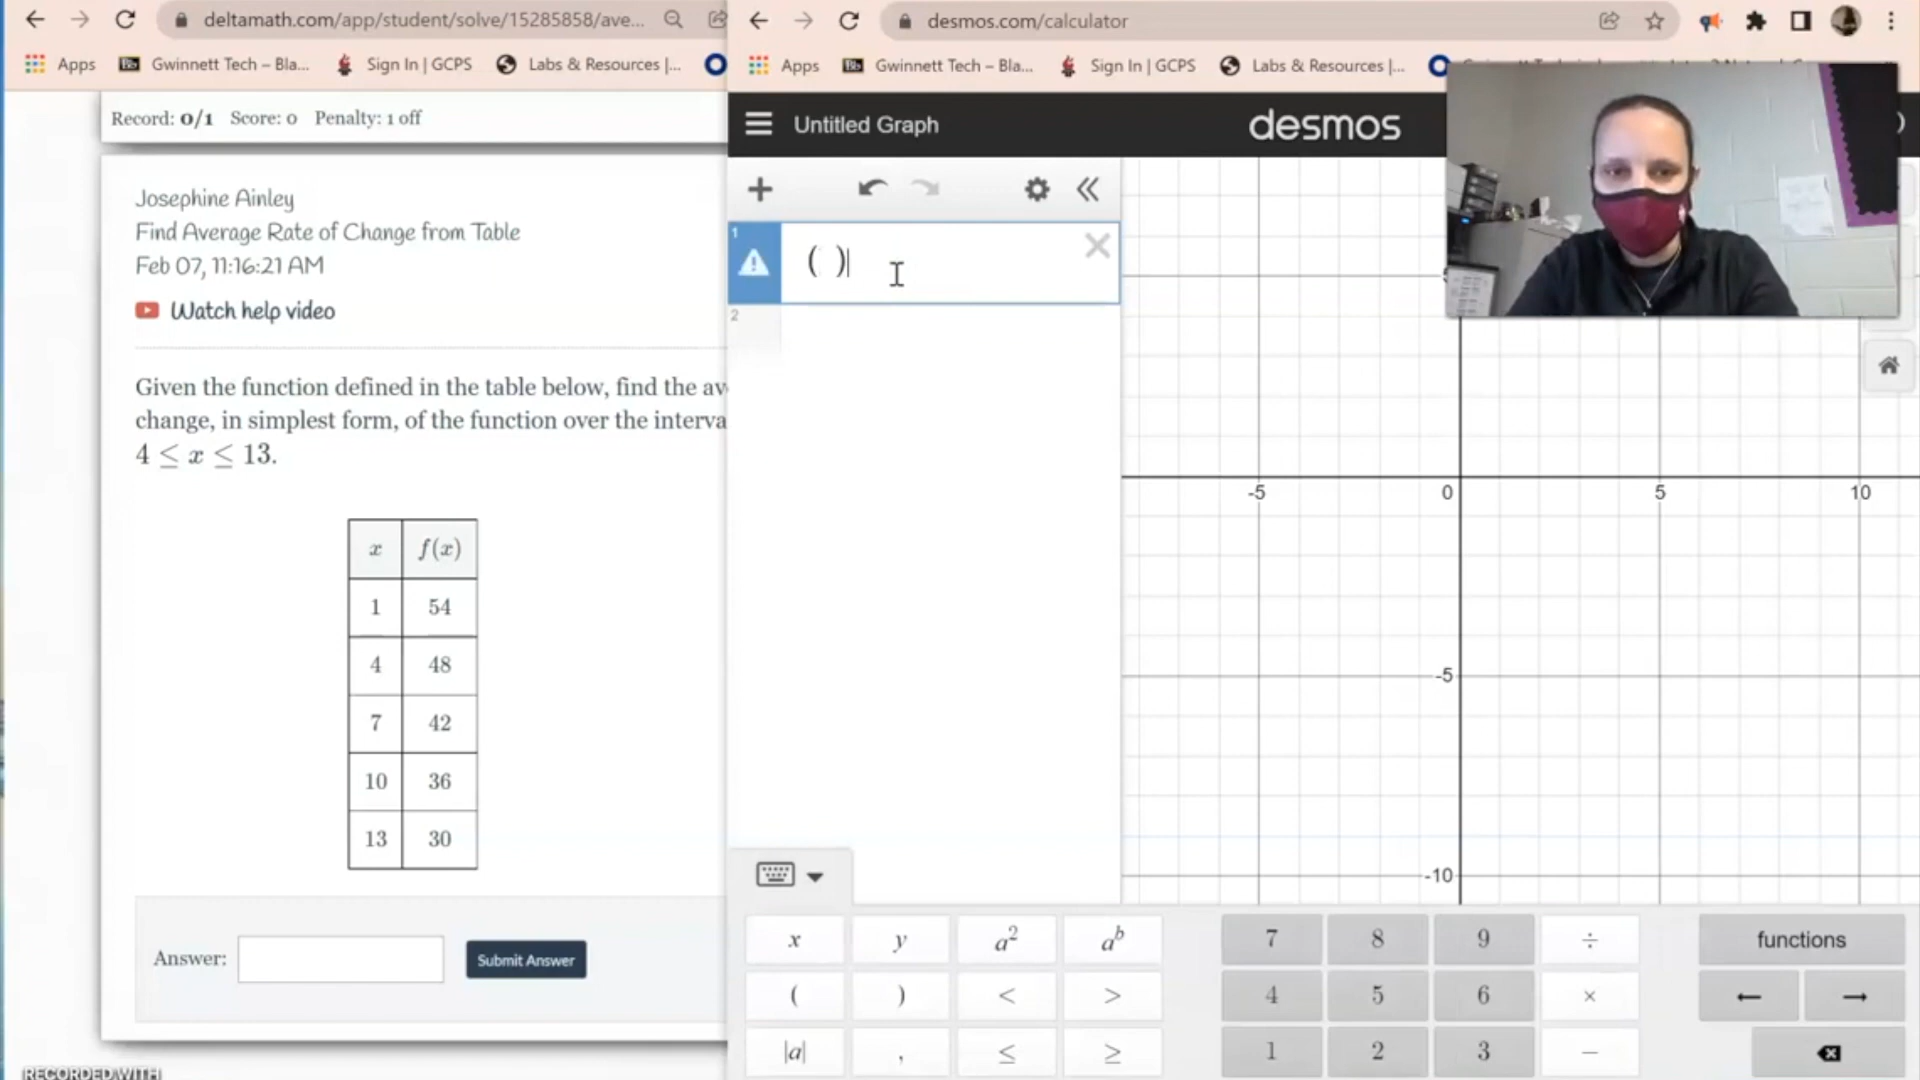 deltamath.com/app/student/solve/15285858/ave...
desmos.com/calculator
Apps
Bb
Gwinnett Tech – Bla...
Sign In | GCPS
Labs & Resources |...
Apps
Bb
Gwinnett Tech – Bla...
Sign In | GCPS
Labs & Resources |...
Record: 0/1 Score: 0 Penalty: 1 off
Untitled Graph
desmos
Josephine Ainley
Find Average Rate of Change from Table
Feb 07, 11:16:21 AM
Watch help video
Given the function defined in the table below, find the av
change, in simplest form, of the function over the interva
4 ≤ x ≤ 13.
x f(x)
1 54
4 48
7 42
10 36
13 30
Answer:
Submit Answer
1
( )
2
-5 0 5 10
-5
-10
x y a² aᵇ 7 8 9 ÷ functions
( ) < > 4 5 6 × ← →
|a| , ≤ ≥ 1 2 3 −
RECORDED WITH